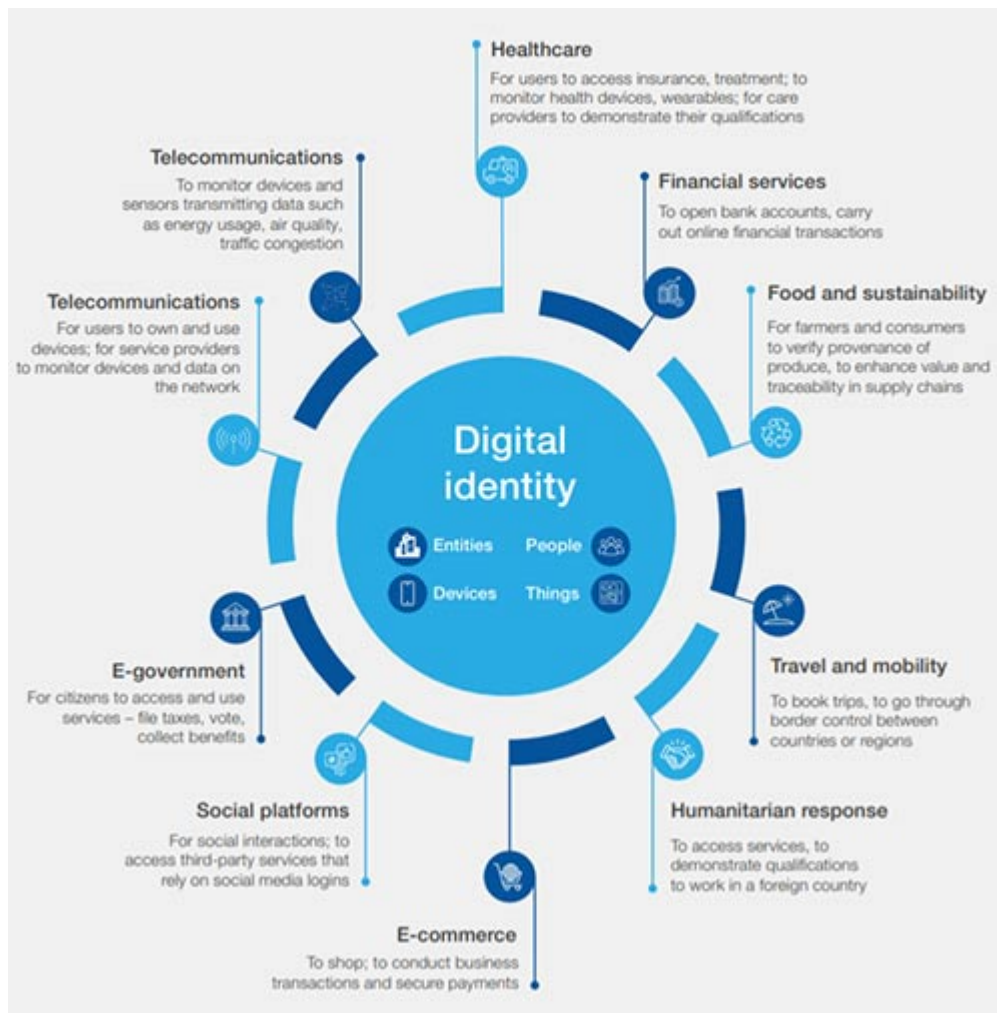 Healthcare
For users to access insurance, treatment; to
monitor health devices, wearables; for care
providers to demonstrate their qualifications
Financial services
To open bank accounts, carry
out online financial transactions
Food and sustainability
For farmers and consumers
to verify provenance of
produce, to enhance value and
traceability in supply chains
Travel and mobility
To book trips, to go through
border control between
countries or regions
Humanitarian response
To access services, to
demonstrate qualifications
to work in a foreign country
E-commerce
To shop; to conduct business
transactions and secure payments
Social platforms
For social interactions; to
access third-party services that
rely on social media logins
E-government
For citizens to access and use
services – file taxes, vote,
collect benefits
Telecommunications
For users to own and use
devices; for service providers
to monitor devices and data on
the network
Telecommunications
To monitor devices and
sensors transmitting data such
as energy usage, air quality,
traffic congestion
Digital
identity
Entities People
Devices Things